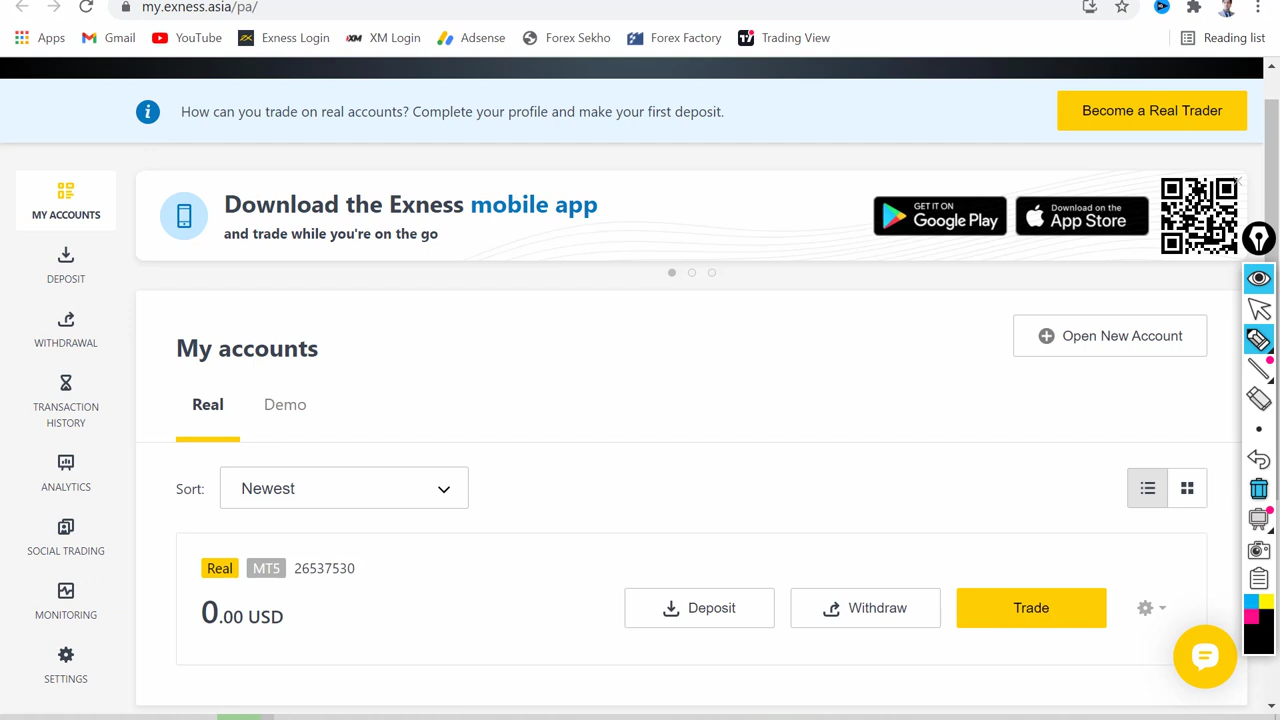 my.exness.asia/pa/
Apps Gmail YouTube Exness Login XM XM Login Adsense Forex Sekho Forex Factory Trading View Reading list
How can you trade on real accounts? Complete your profile and make your first deposit. Become a Real Trader
Download the Exness mobile app
and trade while you're on the go
GET IT ON
Google Play
Download on the
App Store
MY ACCOUNTS
DEPOSIT
WITHDRAWAL
TRANSACTION
HISTORY
ANALYTICS
SOCIAL TRADING
MONITORING
SETTINGS
My accounts
Open New Account
Real Demo
Sort: Newest
Real MT5 26537530
0.00 USD
Deposit Withdraw Trade